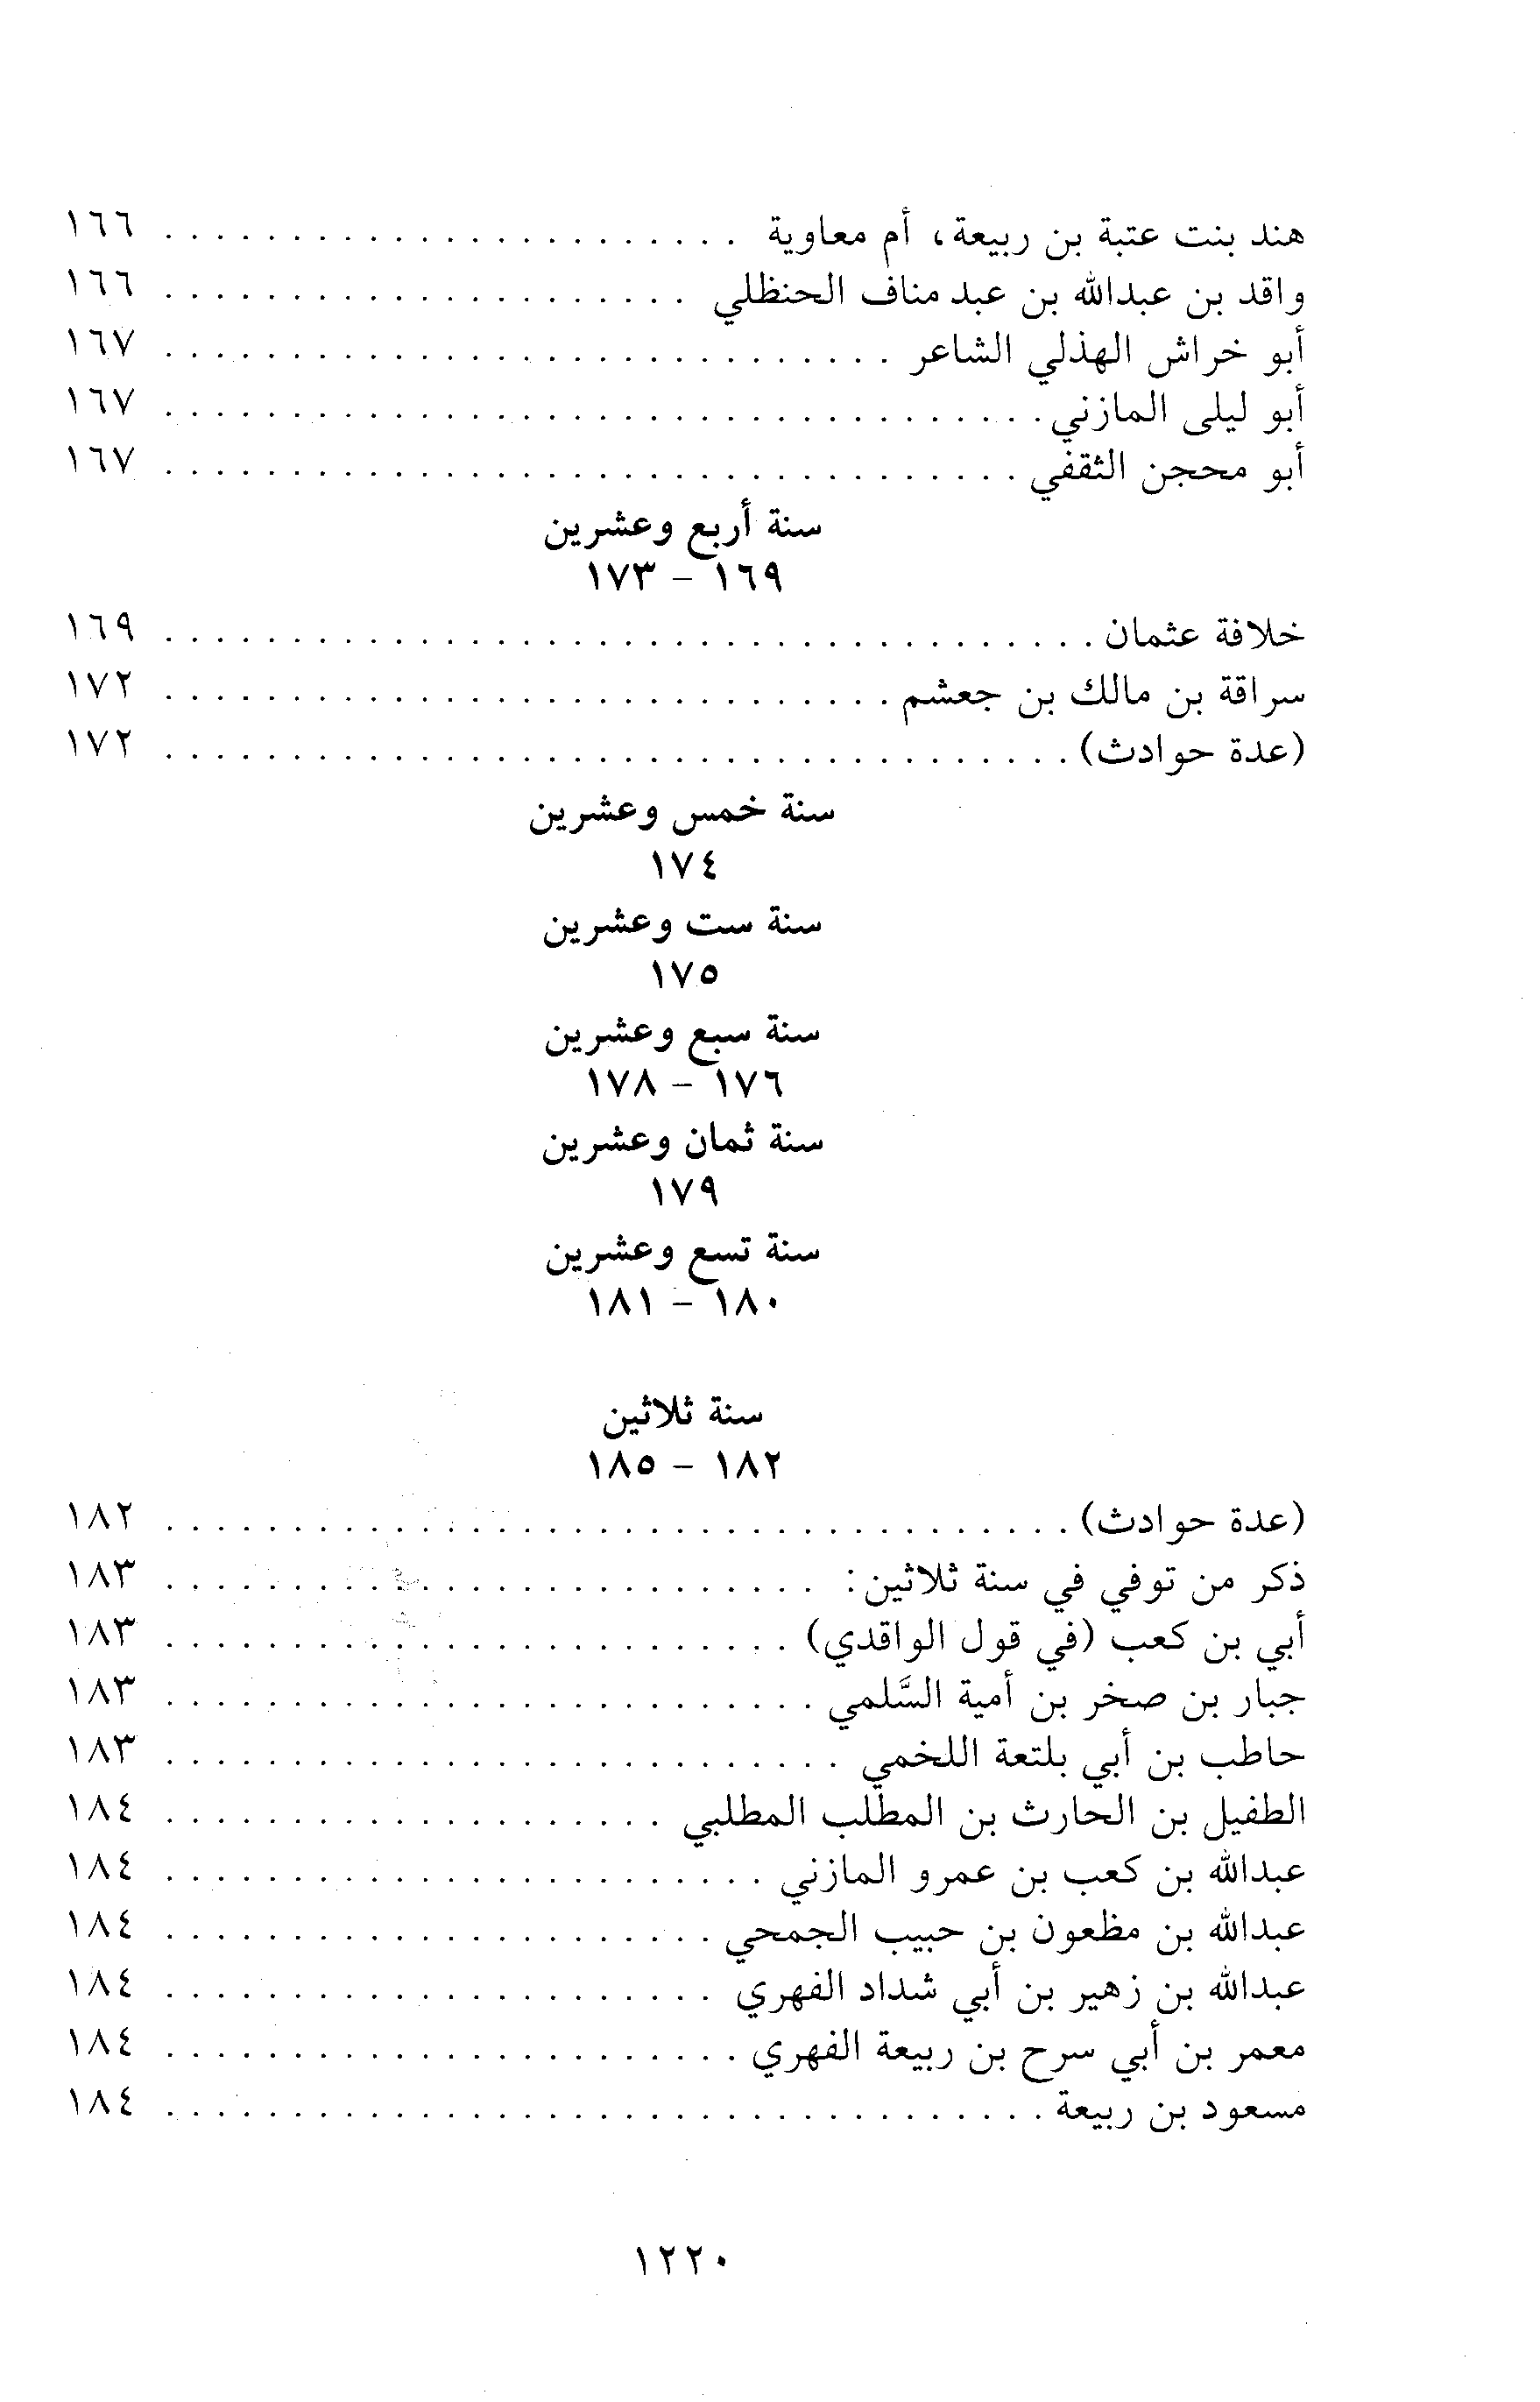 هند بنت عتبة بن ربيعة، أم معاوية . . . . . . . . . . . . . . . . . . . . . . . ١٦٦
واقد بن عبدالله بن عبد مناف الحنظلي . . . . . . . . . . . . . . . . . . . . . ١٦٦
أبو خراش الهذلي الشاعر . . . . . . . . . . . . . . . . . . . . . . . . . . . . . ١٦٧
أبو ليلى المازني . . . . . . . . . . . . . . . . . . . . . . . . . . . . . . . . . . . ١٦٧
أبو محجن الثقفي . . . . . . . . . . . . . . . . . . . . . . . . . . . . . . . . . . ١٦٧
سنة أربع وعشرين
١٦٩ - ١٧٣
خلافة عثمان . . . . . . . . . . . . . . . . . . . . . . . . . . . . . . . . . . . . . ١٦٩
سراقة بن مالك بن جعشم . . . . . . . . . . . . . . . . . . . . . . . . . . . . . ١٧٢
(عدة حوادث) . . . . . . . . . . . . . . . . . . . . . . . . . . . . . . . . . . . . ١٧٢
سنة خمس وعشرين
١٧٤
سنة ست وعشرين
١٧٥
سنة سبع وعشرين
١٧٦ - ١٧٨
سنة ثمان وعشرين
١٧٩
سنة تسع وعشرين
١٨٠ - ١٨١
سنة ثلاثين
١٨٢ - ١٨٥
(عدة حوادث) . . . . . . . . . . . . . . . . . . . . . . . . . . . . . . . . . . . . ١٨٢
ذكر من توفي في سنة ثلاثين: . . . . . . . . . . . . . . . . . . . . . . . . . . ١٨٣
أبي بن كعب (في قول الواقدي) . . . . . . . . . . . . . . . . . . . . . . . . . ١٨٣
جبار بن صخر بن أمية السَّلمي . . . . . . . . . . . . . . . . . . . . . . . . . . ١٨٣
حاطب بن أبي بلتعة اللخمي . . . . . . . . . . . . . . . . . . . . . . . . . . . ١٨٣
الطفيل بن الحارث بن المطلب المطلبي . . . . . . . . . . . . . . . . . . . . ١٨٤
عبدالله بن كعب بن عمرو المازني . . . . . . . . . . . . . . . . . . . . . . . . ١٨٤
عبدالله بن مظعون بن حبيب الجمحي . . . . . . . . . . . . . . . . . . . . . . ١٨٤
عبدالله بن زهير بن أبي شداد الفهري . . . . . . . . . . . . . . . . . . . . . . ١٨٤
معمر بن أبي سرح بن ربيعة الفهري . . . . . . . . . . . . . . . . . . . . . . . ١٨٤
مسعود بن ربيعة . . . . . . . . . . . . . . . . . . . . . . . . . . . . . . . . . . . ١٨٤
١٢٢٠